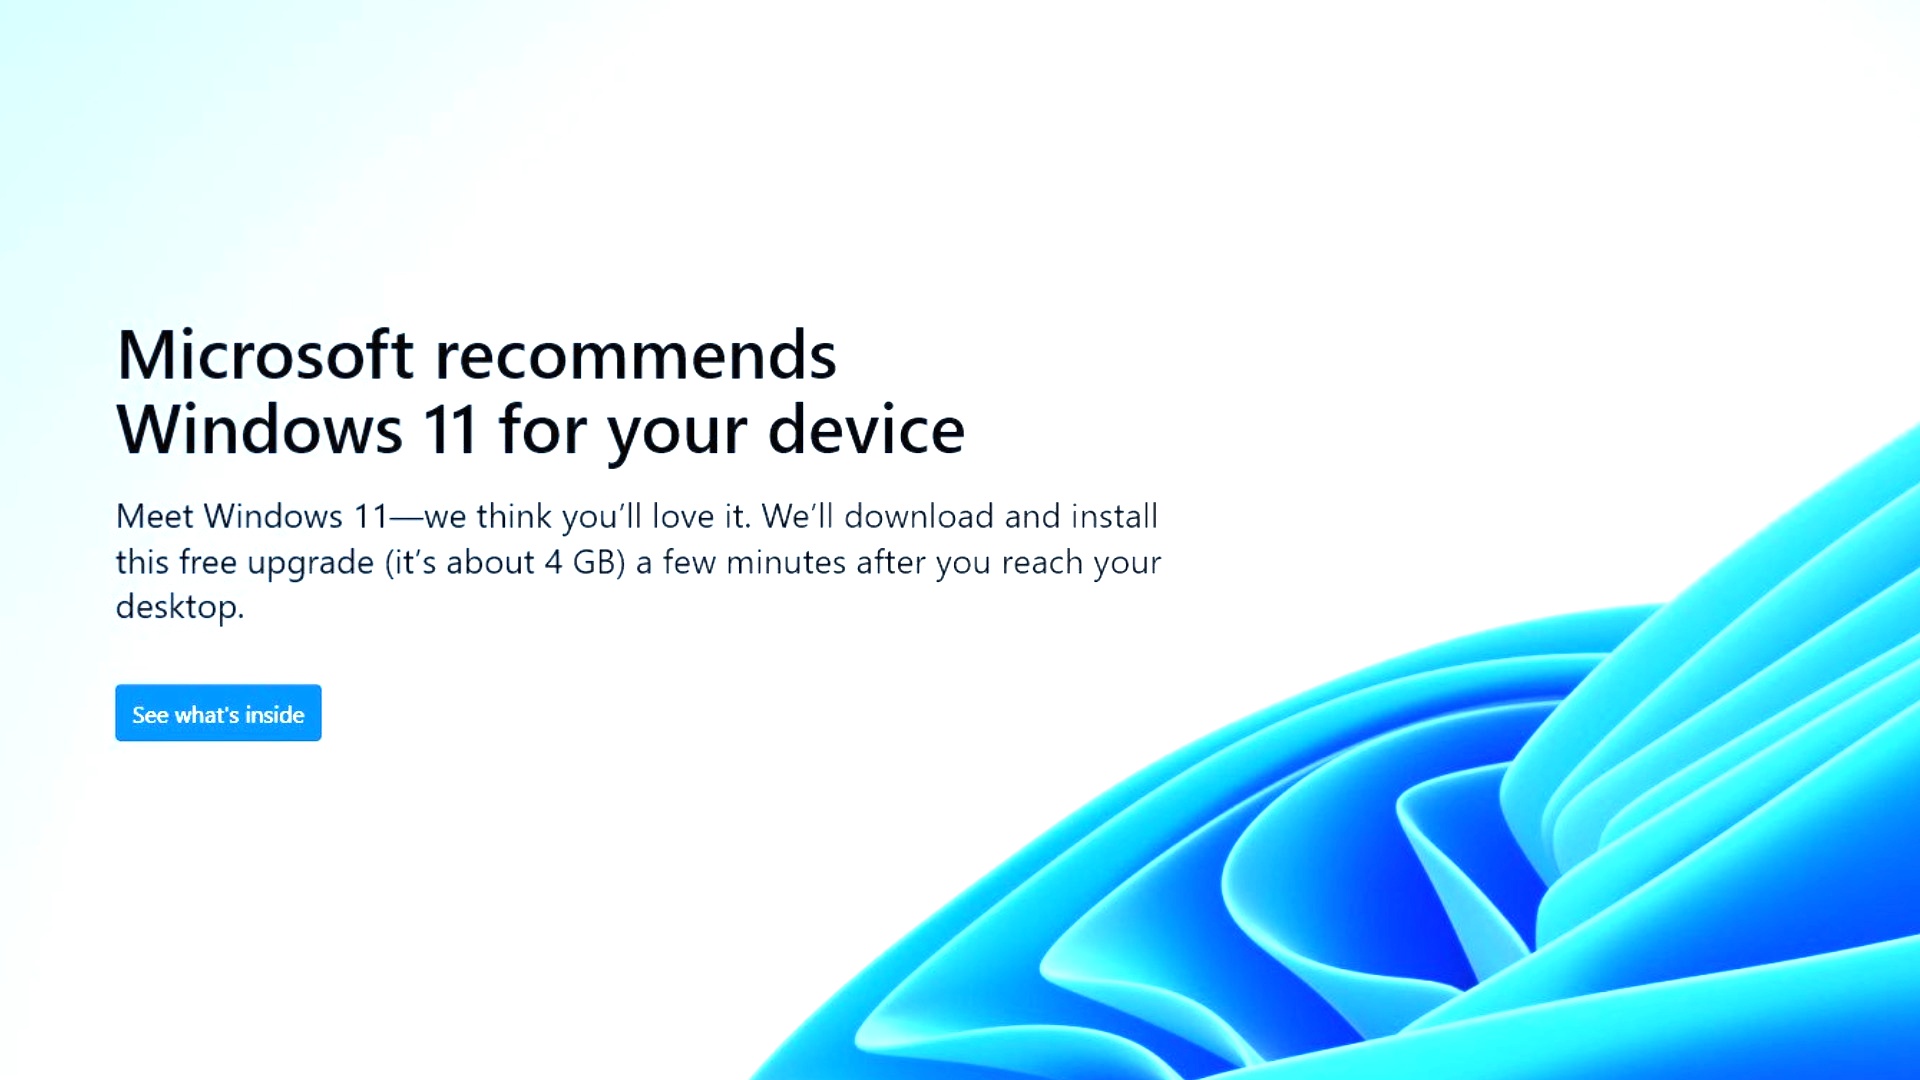 Microsoft recommends
Windows 11 for your device
Meet Windows 11—we think you’ll love it. We’ll download and install
this free upgrade (it’s about 4 GB) a few minutes after you reach your
desktop.
See what's inside